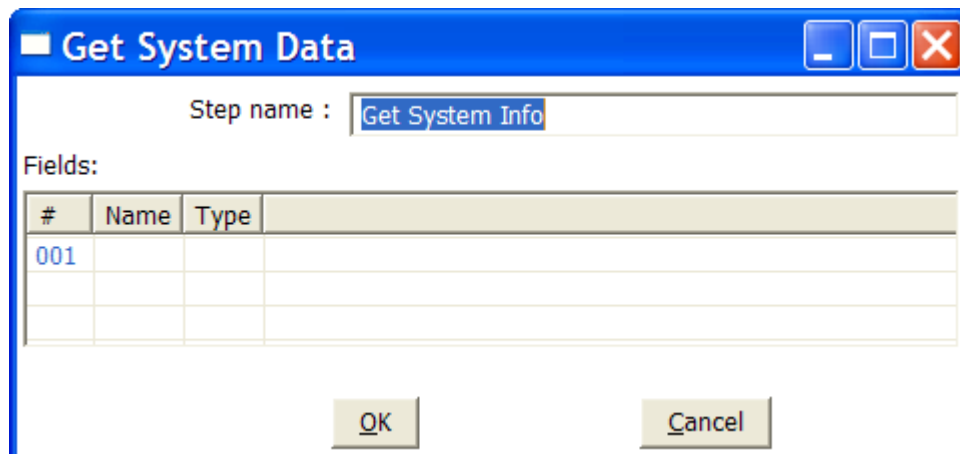 Get System Data
Step name : Get System Info
Fields:
# Name Type
001
OK Cancel